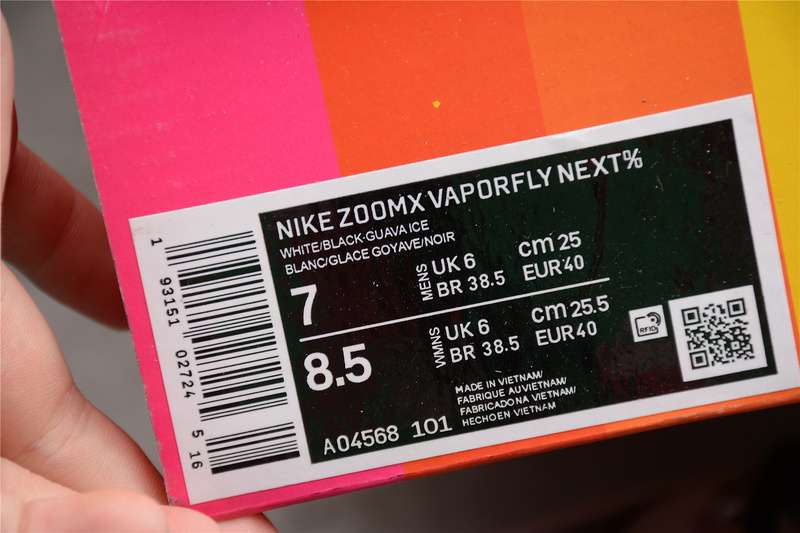 NIKE ZOOMX VAPORFLY NEXT%
WHITE/BLACK-GUAVA ICE
BLANC/GLACE GOYAVE/NOIR
7
MENS
UK 6
BR 38.5
cm 25
EUR 40
8.5
WMNS
UK 6
BR 38.5
cm 25.5
EUR 40
RFID
MADE IN VIETNAM/
FABRIQUE AU VIETNAM/
FABRICADO NA VIETNAM/
HECHO EN VIETNAM
AO4568 101
1 93151 02724 5 16